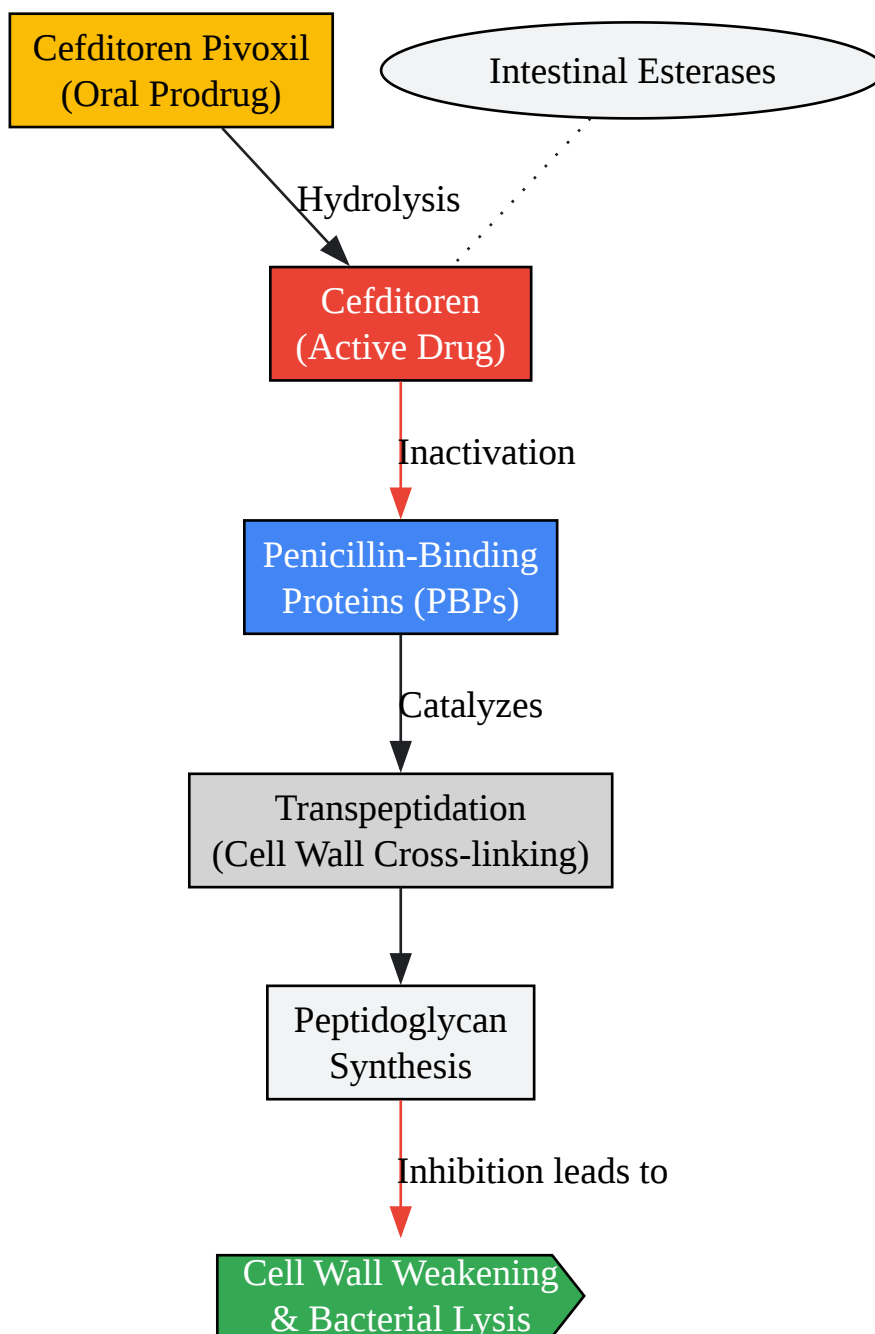 Cefditoren Pivoxil
(Oral Prodrug)
Intestinal Esterases
Hydrolysis
Cefditoren
(Active Drug)
Inactivation
Penicillin-Binding
Proteins (PBPs)
Catalyzes
Transpeptidation
(Cell Wall Cross-linking)
Peptidoglycan
Synthesis
Inhibition leads to
Cell Wall Weakening
& Bacterial Lysis